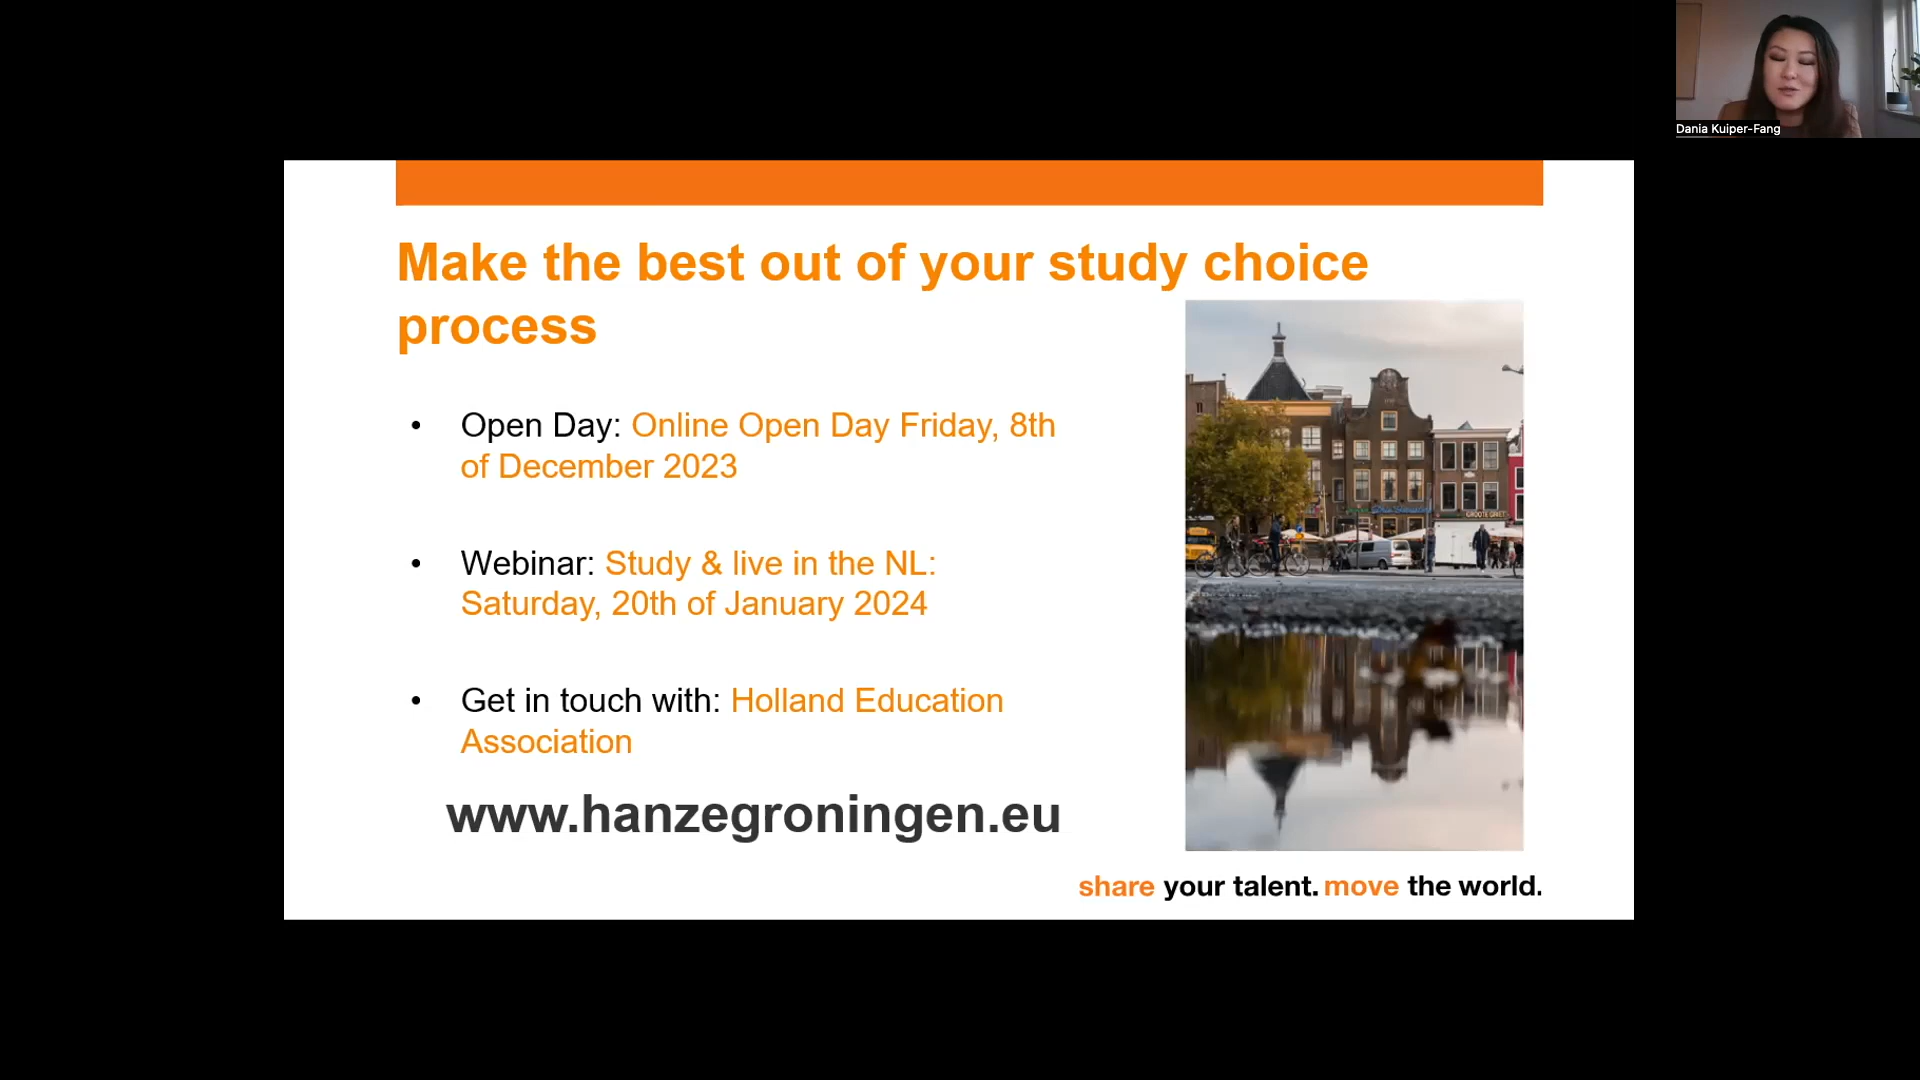 Dania Kuiper-Fang
Make the best out of your study choice
process
• Open Day: Online Open Day Friday, 8th
of December 2023
• Webinar: Study & live in the NL:
Saturday, 20th of January 2024
• Get in touch with: Holland Education
Association
www.hanzegroningen.eu
GROOTE GRIET
share your talent. move the world.